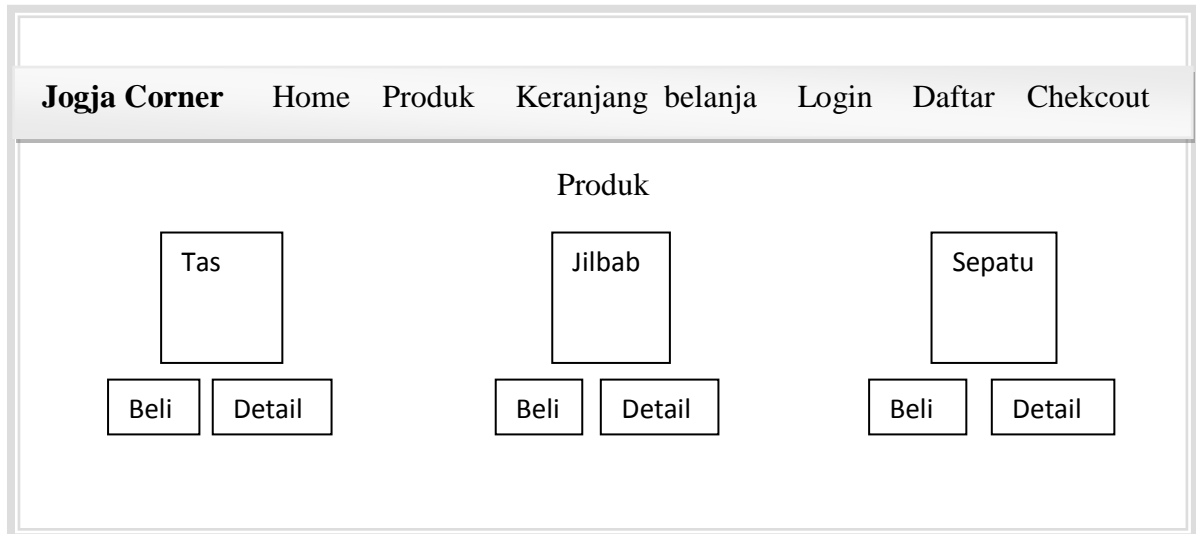 Jogja Corner Home Produk Keranjang belanja Login Daftar Chekcout
Produk
Tas Jilbab Sepatu
Beli Detail Beli Detail Beli Detail